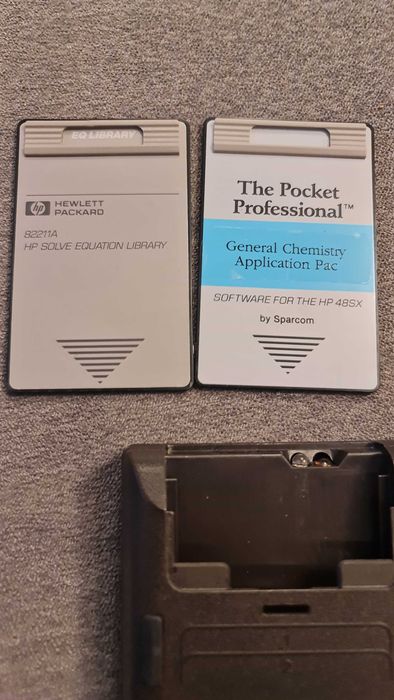 EQ LIBRARY
hp HEWLETT
PACKARD
82211A
HP SOLVE EQUATION LIBRARY
The Pocket
Professional™
General Chemistry
Application Pac
SOFTWARE FOR THE HP 48SX
by Sparcom